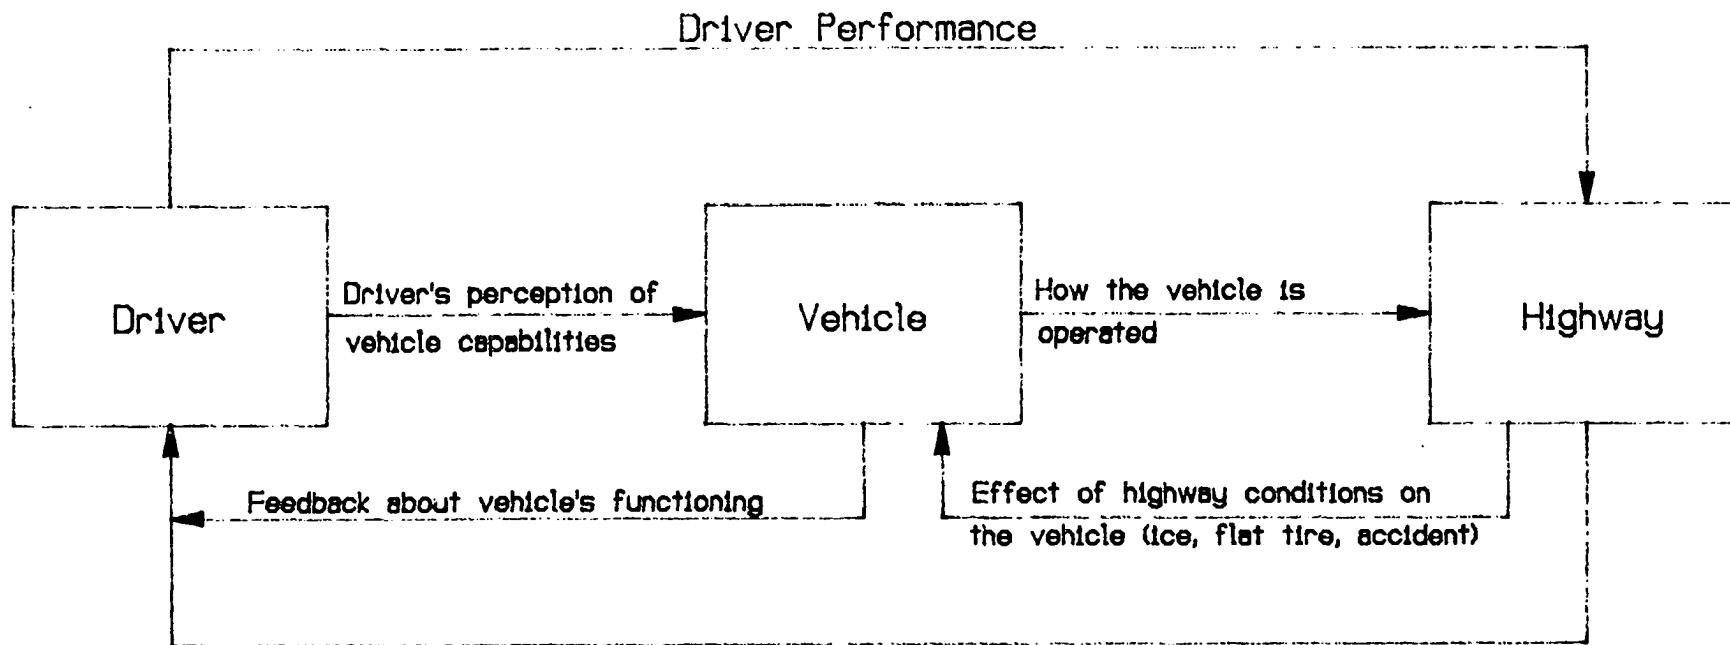 Driver Performance
Driver
Driver's perception of
vehicle capabilities
Vehicle
How the vehicle is
operated
Highway
Feedback about vehicle's functioning
Effect of highway conditions on
the vehicle (ice, flat tire, accident)